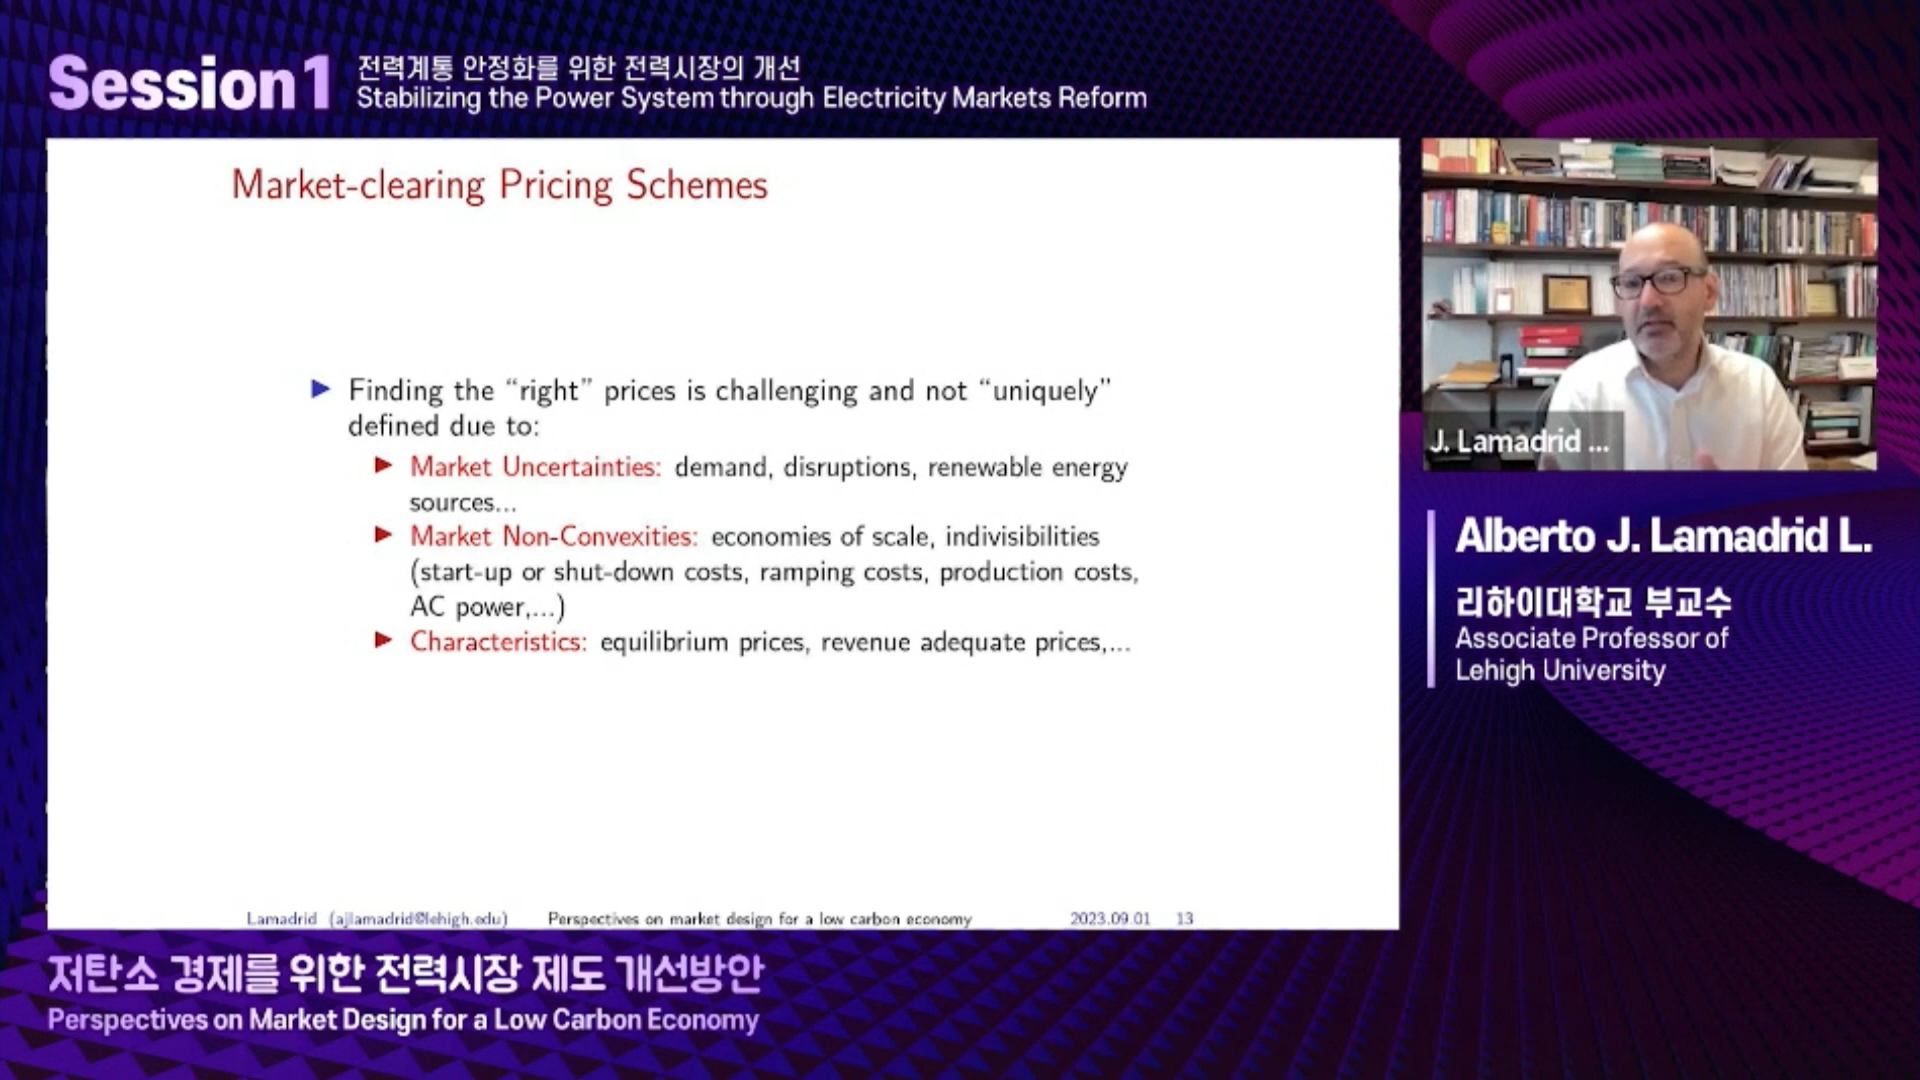 Session1
전력계통 안정화를 위한 전력시장의 개선
Stabilizing the Power System through Electricity Markets Reform
Market-clearing Pricing Schemes
Finding the “right” prices is challenging and not “uniquely”
defined due to:
Market Uncertainties: demand, disruptions, renewable energy
sources...
Market Non-Convexities: economies of scale, indivisibilities
(start-up or shut-down costs, ramping costs, production costs,
AC power,...)
Characteristics: equilibrium prices, revenue adequate prices,...
Lamadrid (ajlamadrid@lehigh.edu) Perspectives on market design for a low carbon economy 2023.09.01 13
J. Lamadrid ...
Alberto J. Lamadrid L.
리하이대학교 부교수
Associate Professor of
Lehigh University
저탄소 경제를 위한 전력시장 제도 개선방안
Perspectives on Market Design for a Low Carbon Economy